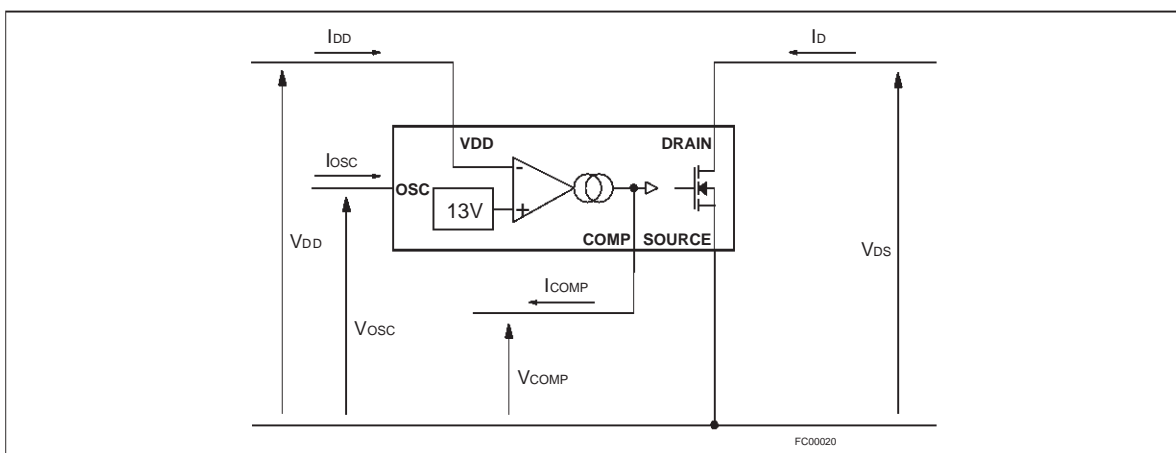 IDD
ID
VDD
DRAIN
IOSC
OSC
-
13V
+
COMP
SOURCE
VDD
VDS
ICOMP
VOSC
VCOMP
FC00020